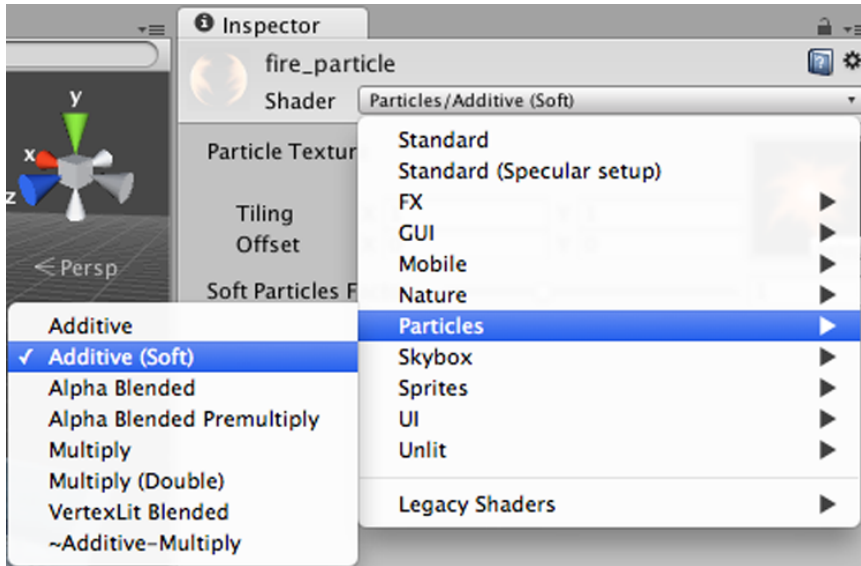 Inspector
fire_particle
Shader Particles/Additive (Soft)
Particle Textur
Tiling
Offset
Soft Particles F
y
x
z
Persp
Standard
Standard (Specular setup)
FX
GUI
Mobile
Nature
Particles
Skybox
Sprites
UI
Unlit
Legacy Shaders
Additive
✓ Additive (Soft)
Alpha Blended
Alpha Blended Premultiply
Multiply
Multiply (Double)
VertexLit Blended
~Additive-Multiply